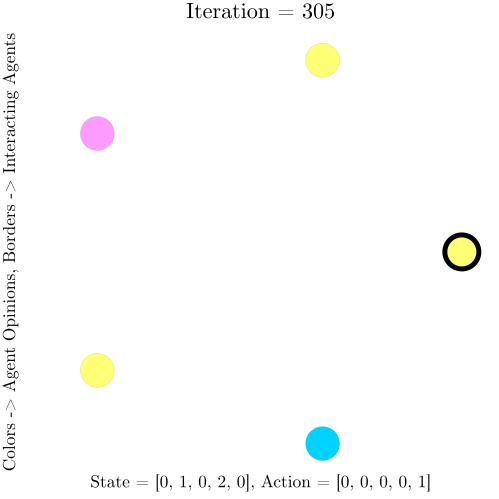 Iteration = 305
Colors -> Agent Opinions, Borders -> Interacting Agents
State = [0, 1, 0, 2, 0], Action = [0, 0, 0, 0, 1]